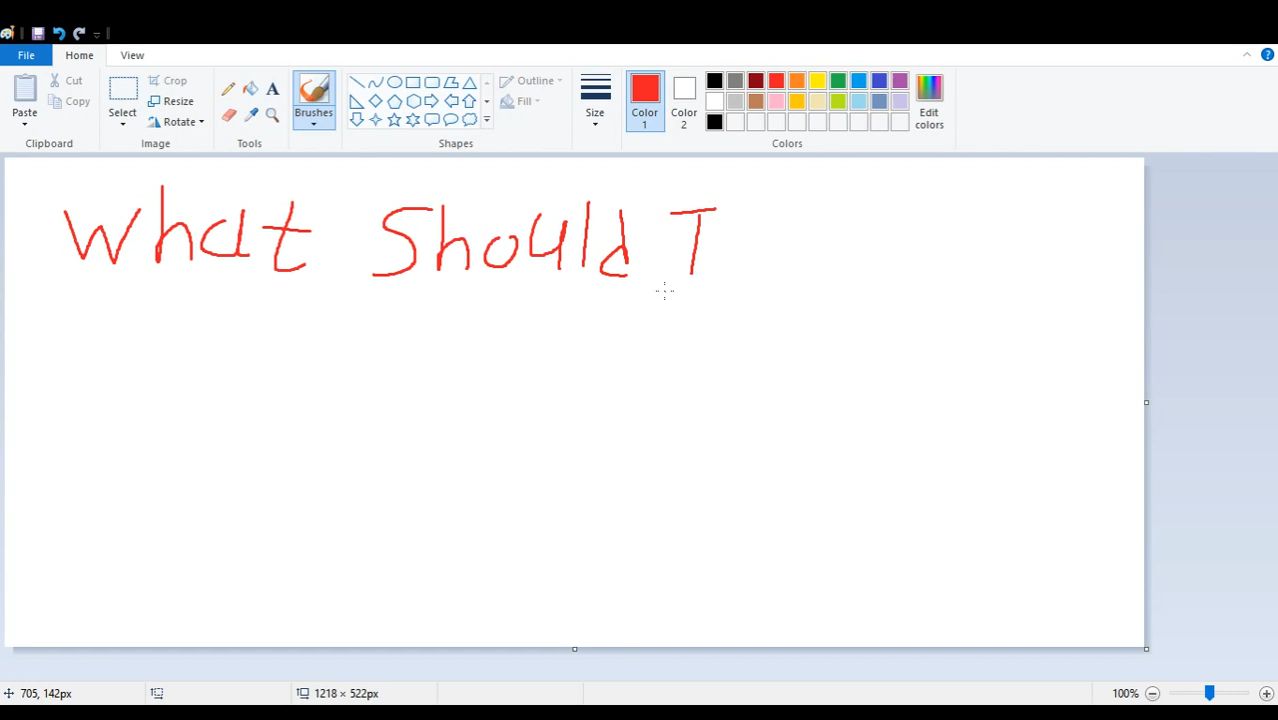 File Home View
Cut Copy Paste Clipboard
Select Crop Resize Rotate Image
A Tools
Brushes
Shapes Outline Fill
Size
Color 1 Color 2 Edit colors Colors
What Should T
705, 142px 1218 × 522px 100%